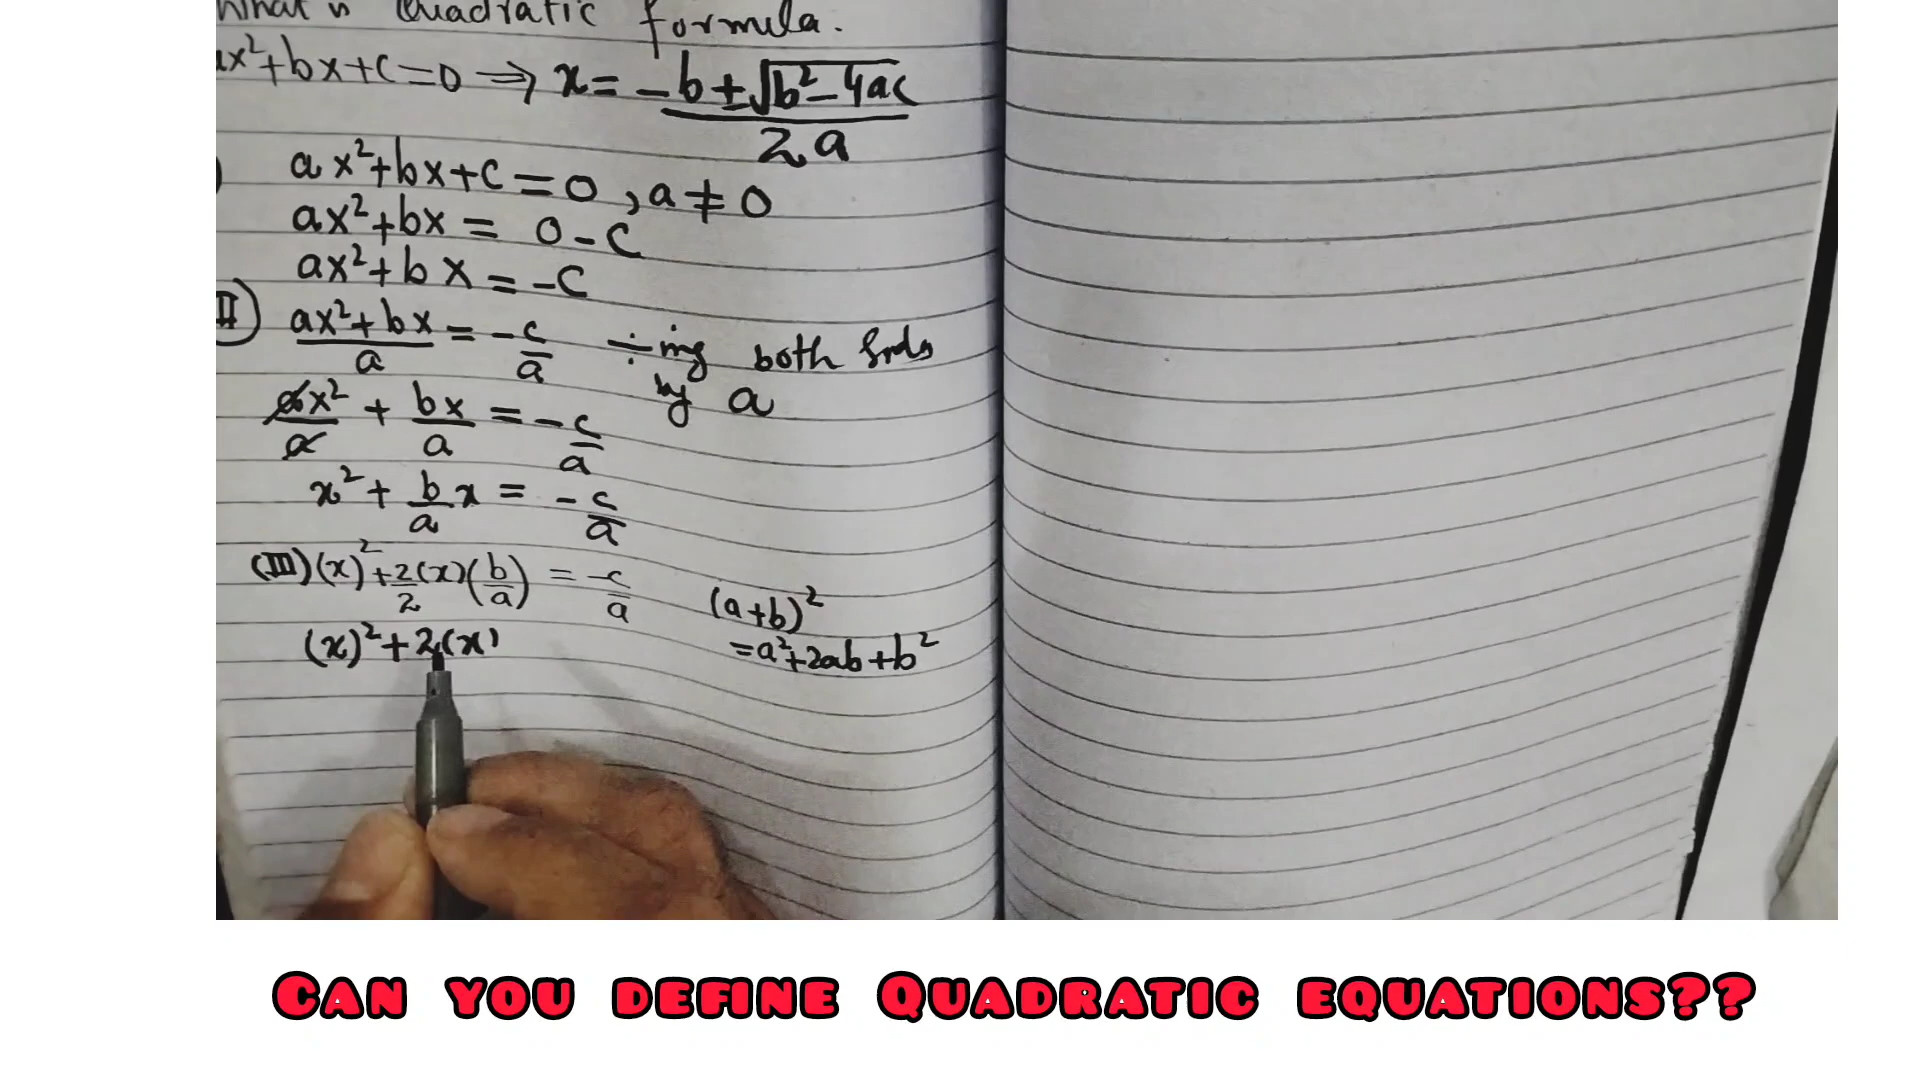 What is Quadratic formula.
ax²+bx+c=0 ⇒ x = -b±√b²-4ac / 2a
) ax²+bx+c=0, a≠0
ax²+bx = 0-c
ax²+bx = -c
II) ax²+bx / a = -c/a ÷ing both
by a
ax²/a + bx/a = -c/a
x² + b/a x = -c/a
(III) (x)²+2/2(x)(b/a) = -c/a
(x)²+2(x)
(a+b)²
=a²+2ab+b²
Can you define Quadratic equations??